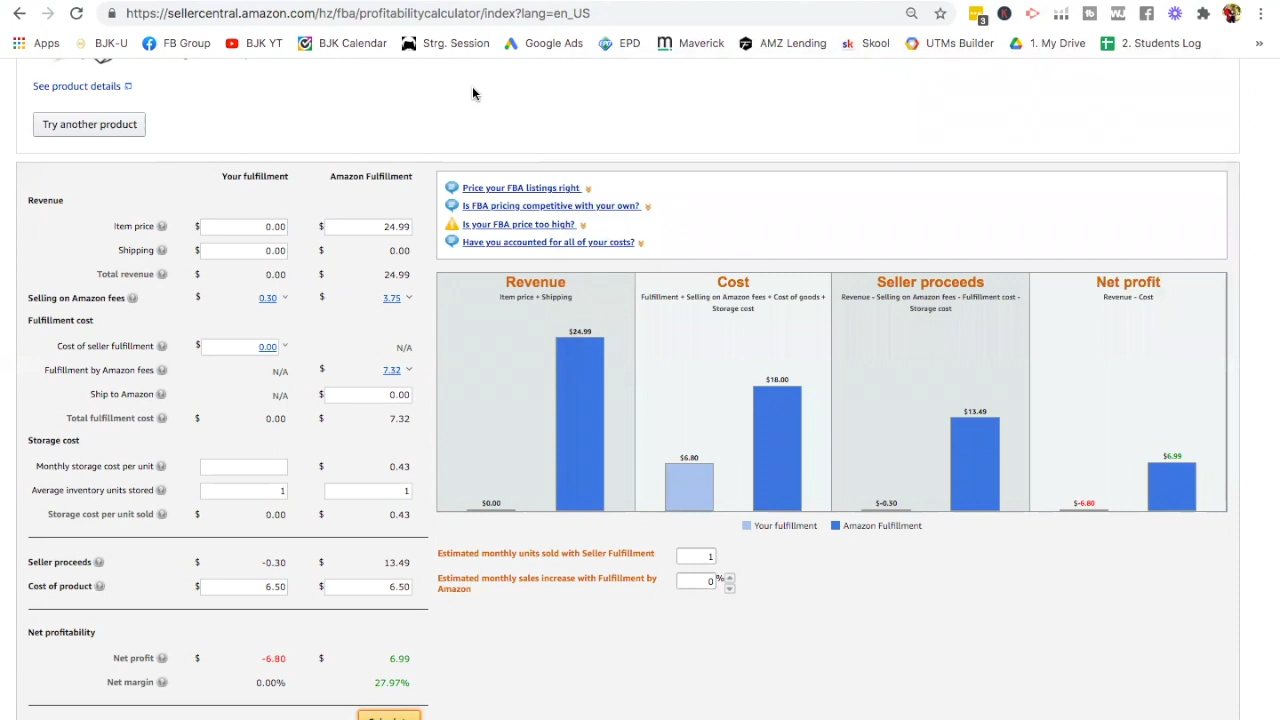 https://sellercentral.amazon.com/hz/fba/profitabilitycalculator/index?lang=en_US
3
Apps BJK-U FB Group BJK YT BJK Calendar Strg. Session Google Ads EPD Maverick AMZ Lending sk Skool UTMs Builder 1. My Drive 2. Students Log »
See product details
Try another product
Your fulfillment Amazon Fulfillment
Revenue
Item price $ 0.00 $ 24.99
Shipping $ 0.00 $ 0.00
Total revenue $ 0.00 $ 24.99
Selling on Amazon fees $ 0.30 $ 3.75
Fulfillment cost
Cost of seller fulfillment $ 0.00 N/A
Fulfillment by Amazon fees N/A $ 7.32
Ship to Amazon N/A $ 0.00
Total fulfillment cost $ 0.00 $ 7.32
Storage cost
Monthly storage cost per unit $ 0.43
Average inventory units stored 1 1
Storage cost per unit sold $ 0.00 $ 0.43
Seller proceeds $ -0.30 $ 13.49
Cost of product $ 6.50 $ 6.50
Net profitability
Net profit $ -6.80 $ 6.99
Net margin 0.00% 27.97%
Price your FBA listings right
Is FBA pricing competitive with your own?
Is your FBA price too high?
Have you accounted for all of your costs?
Revenue
Item price + Shipping
$0.00 $24.99
Cost
Fulfillment + Selling on Amazon fees + Cost of goods +
Storage cost
$6.80 $18.00
Seller proceeds
Revenue - Selling on Amazon fees - Fulfillment cost -
Storage cost
$-0.30 $13.49
Net profit
Revenue - Cost
$-6.80 $6.99
Your fulfillment Amazon Fulfillment
Estimated monthly units sold with Seller Fulfillment 1
Estimated monthly sales increase with Fulfillment by
Amazon 0 %